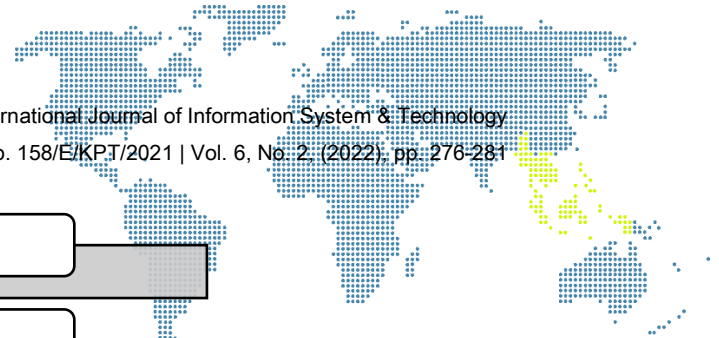 rnational Journal of Information System & Technology
o. 158/E/KPT/2021 | Vol. 6, No. 2, (2022), pp. 276-281